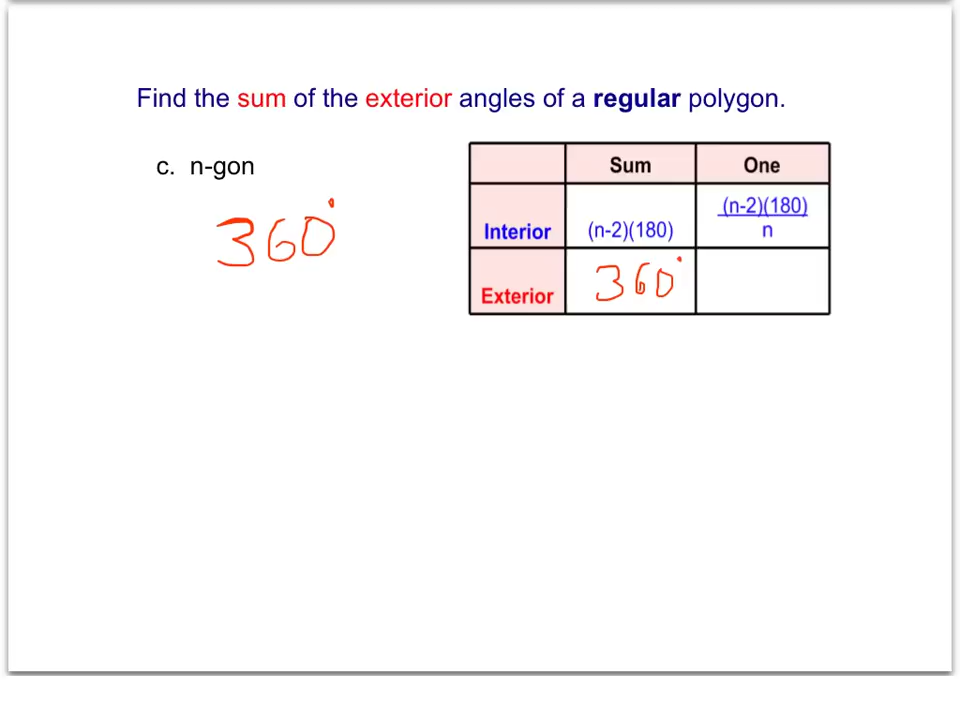 Find the sum of the exterior angles of a regular polygon.
c. n-gon
360°
Sum One
Interior (n-2)(180) (n-2)(180)
n
Exterior 360°